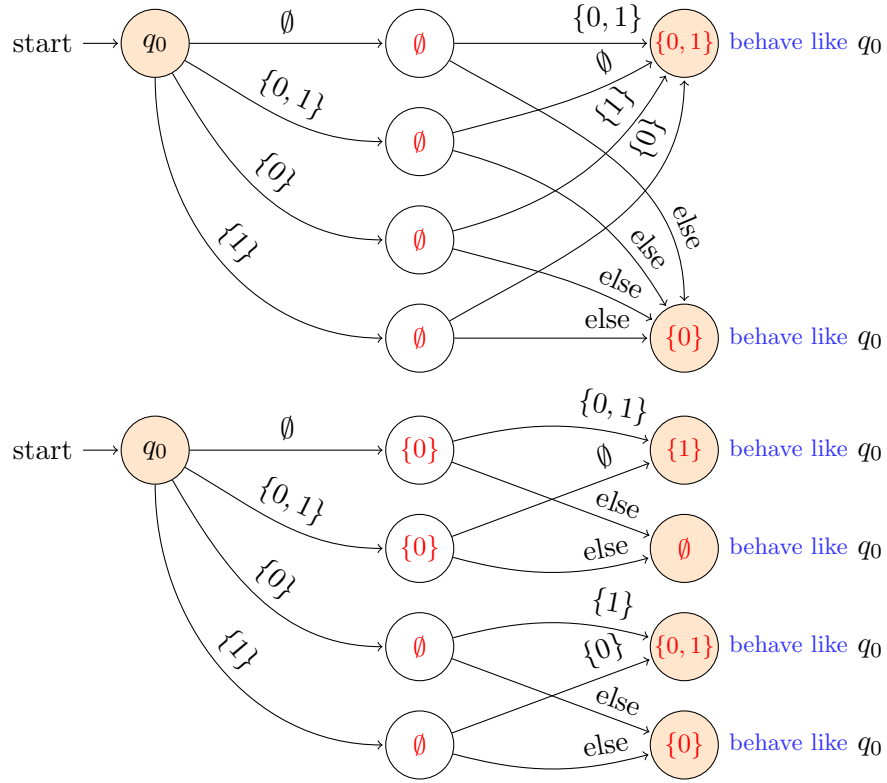 ∅ {0, 1}
start q₀ ∅ {0, 1} behave like q₀
∅
{0, 1} {1}
∅ {0}
{0}
∅ else
{1} else
else
else
∅ {0} behave like q₀
{0, 1}
∅
start q₀ {0} {1} behave like q₀
∅
{0, 1} else
{0} else ∅ behave like q₀
{0}
{1}
{1} ∅ {0} {0, 1} behave like q₀
else
∅ else {0} behave like q₀